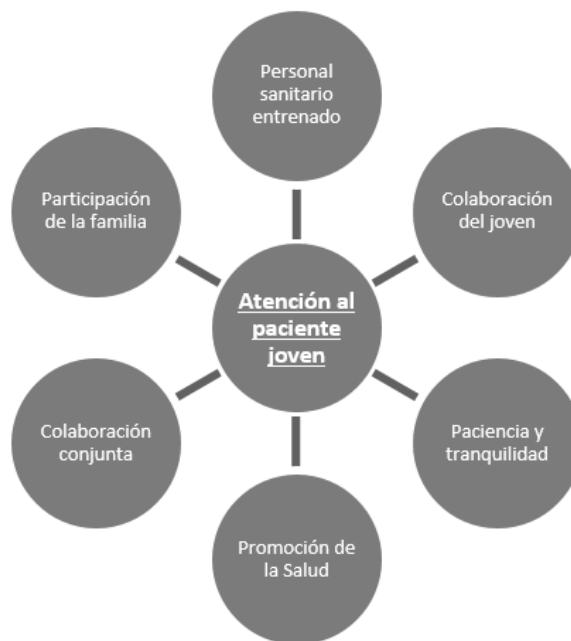 Personal
sanitario
entrenado
Participación
de la familia
Colaboración
del joven
Atención al
paciente
joven
Colaboración
conjunta
Paciencia y
tranquilidad
Promoción de
la Salud